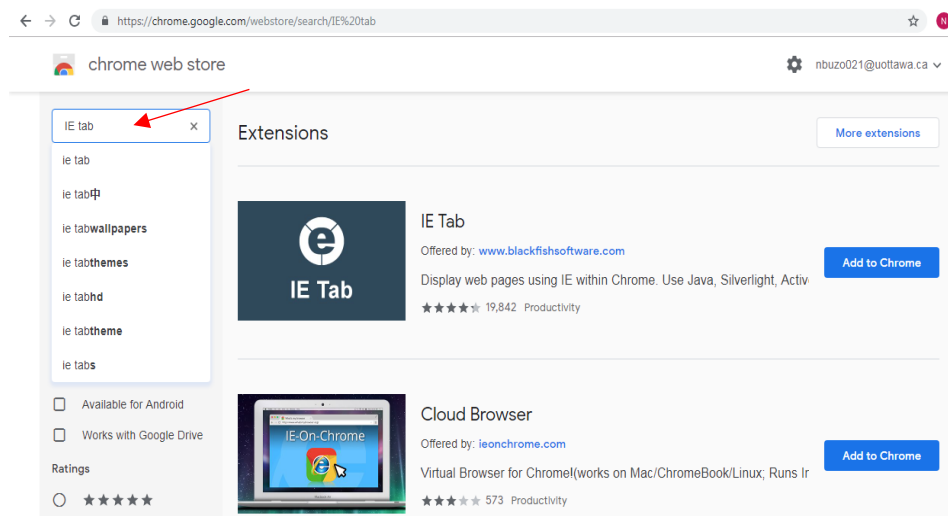 https://chrome.google.com/webstore/search/IE%20tab
N
chrome web store
nbuzo021@uottawa.ca
IE tab
x
ie tab
ie tab中
ie tabwallpapers
ie tabthemes
ie tabhd
ie tabtheme
ie tabs
Available for Android
Works with Google Drive
Ratings
Extensions
More extensions
IE Tab
IE Tab
Offered by: www.blackfishsoftware.com
Display web pages using IE within Chrome. Use Java, Silverlight, Activ
19,842 Productivity
Add to Chrome
IE-On-Chrome
Cloud Browser
Offered by: ieonchrome.com
Virtual Browser for Chrome!(works on Mac/ChromeBook/Linux; Runs Ir
573 Productivity
Add to Chrome